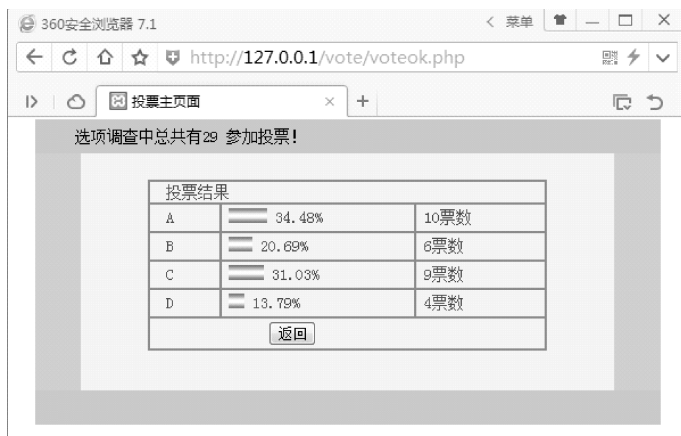 360安全浏览器 7.1
菜单
http://127.0.0.1/vote/voteok.php
投票主页面
选项调查中总共有29 参加投票!
投票结果
A 34.48% 10票数
B 20.69% 6票数
C 31.03% 9票数
D 13.79% 4票数
返回